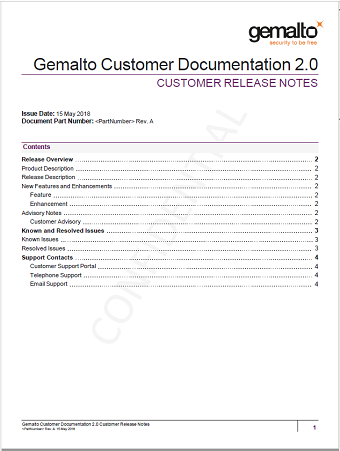 gemalto
security to be free
Gemalto Customer Documentation 2.0
CUSTOMER RELEASE NOTES
Issue Date: 15 May 2018
Document Part Number: <PartNumber> Rev. A
Contents
Release Overview 2
Product Description 2
Release Description 2
New Features and Enhancements 2
Feature 2
Enhancement 2
Advisory Notes 2
Customer Advisory 2
Known and Resolved Issues 3
Known Issues 3
Resolved Issues 3
Support Contacts 4
Customer Support Portal 4
Telephone Support 4
Email Support 4
CONFIDENTIAL
Gemalto Customer Documentation 2.0 Customer Release Notes
<PartNumber> Rev. A 15 May 2018
1